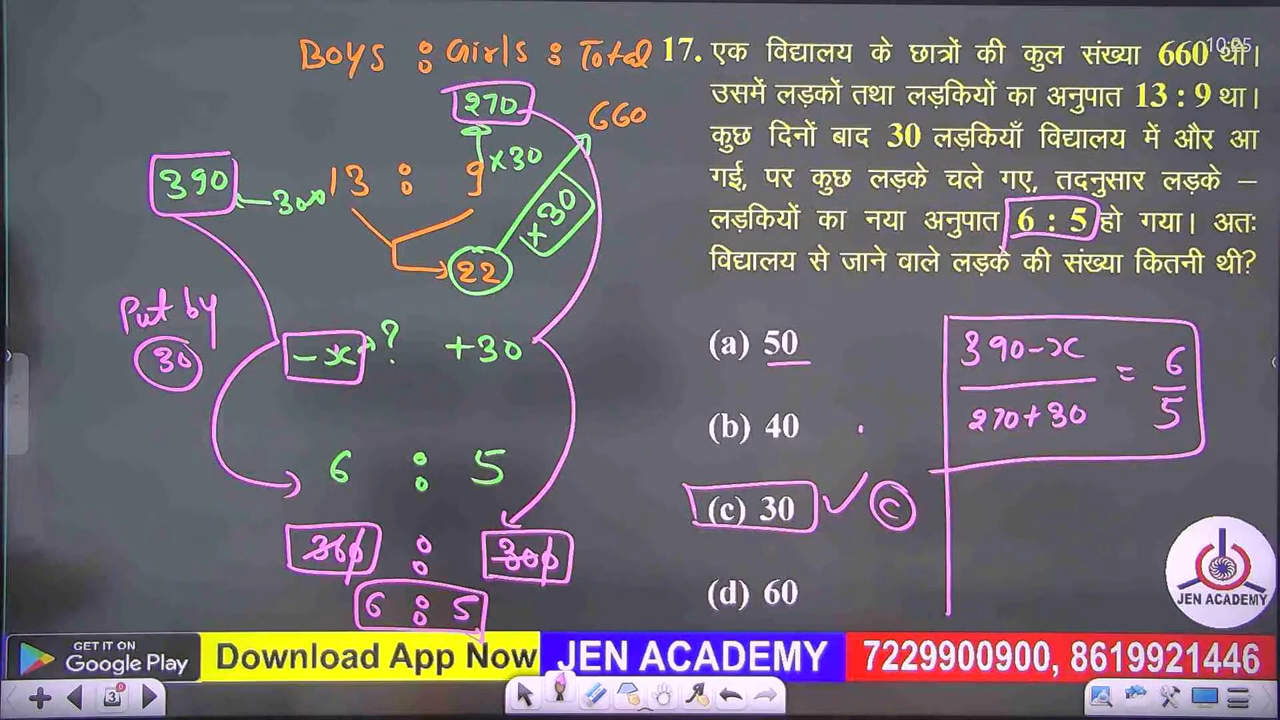 Boys : Girls : Total
270
660
390
30×
13 : 9
×30
×30
22
Put by
30
-x ?
+30
6 : 5
360 : 300
6 : 5
17. एक विद्यालय के छात्रों की कुल संख्या 660 थी।
उसमें लड़कों तथा लड़कियों का अनुपात 13 : 9 था।
कुछ दिनों बाद 30 लड़कियाँ विद्यालय में और आ
गई, पर कुछ लड़के चले गए, तदनुसार लड़के –
लड़कियों का नया अनुपात 6 : 5 हो गया। अतः
विद्यालय से जाने वाले लड़के की संख्या कितनी थी?
(a) 50
(b) 40
(c) 30 ✓ C
(d) 60
390-x
270+30
= 6
5
10:25
JEN ACADEMY
GET IT ON
Google Play
Download App Now
JEN ACADEMY
7229900900, 8619921446
3